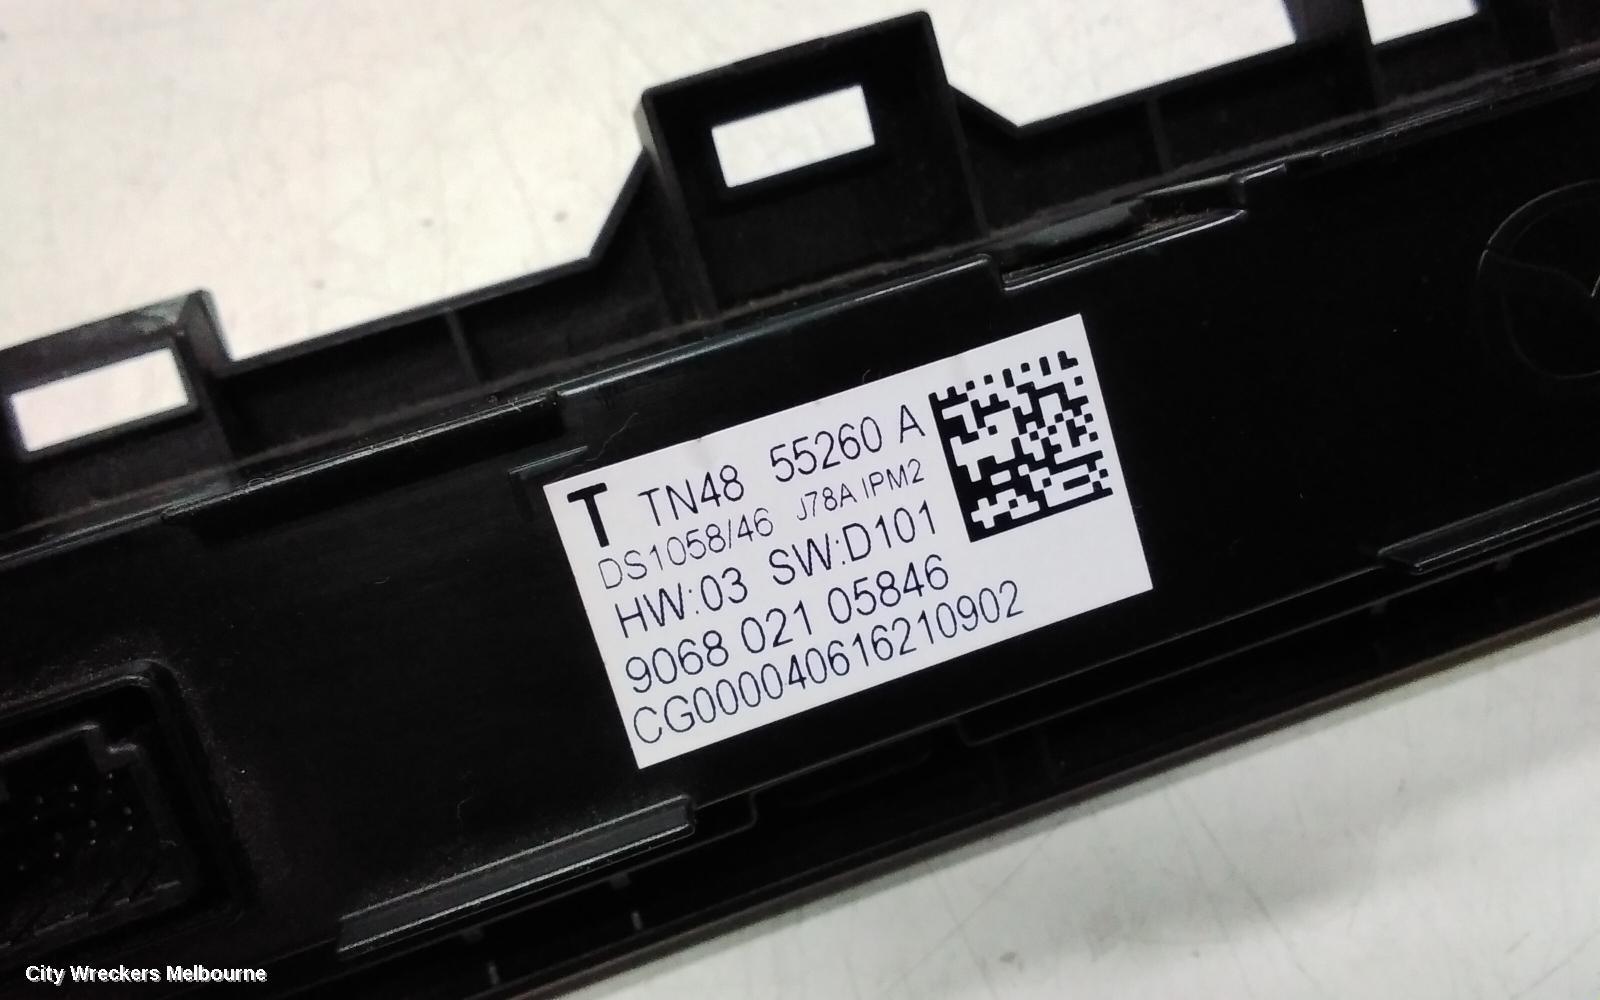 T TN48 55260 A
DS1058/46 J78A IPM2
HW:03 SW:D101
9068 021 05846
CG000040616210902
City Wreckers Melbourne